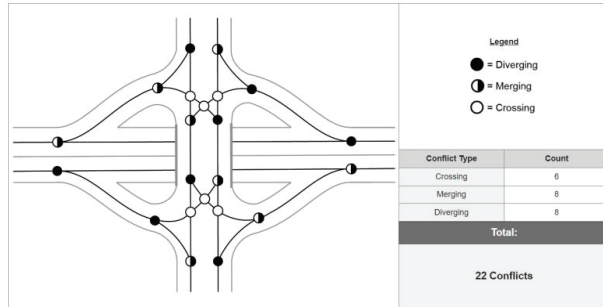 Legend
= Diverging
= Merging
= Crossing
Conflict Type Count
Crossing 6
Merging 8
Diverging 8
Total:
22 Conflicts